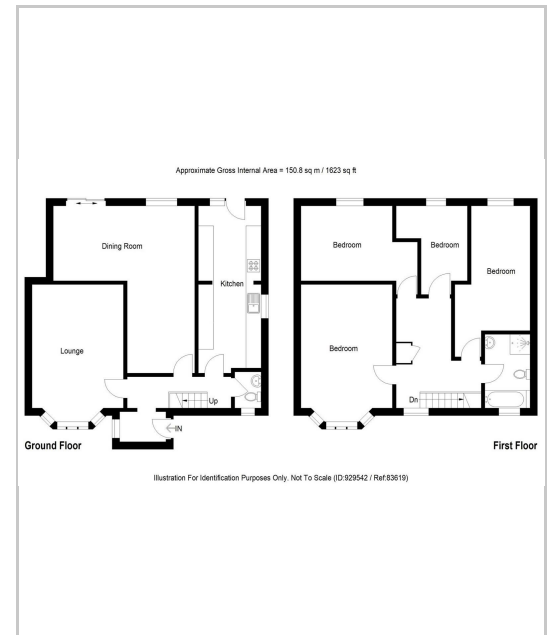 Approximate Gross Internal Area = 150.8 sq m / 1623 sq ft
Dining Room
Kitchen
Lounge
Up
IN
Ground Floor
Bedroom
Bedroom
Bedroom
Bedroom
Dn
First Floor
Illustration For Identification Purposes Only, Not To Scale (ID:929542 / Ref:83619)